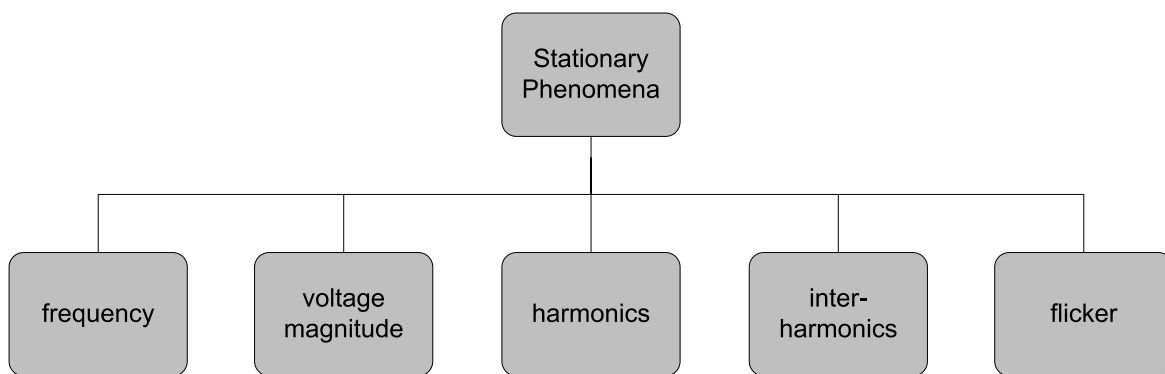 Stationary
Phenomena
frequency
voltage
magnitude
harmonics
inter-
harmonics
flicker